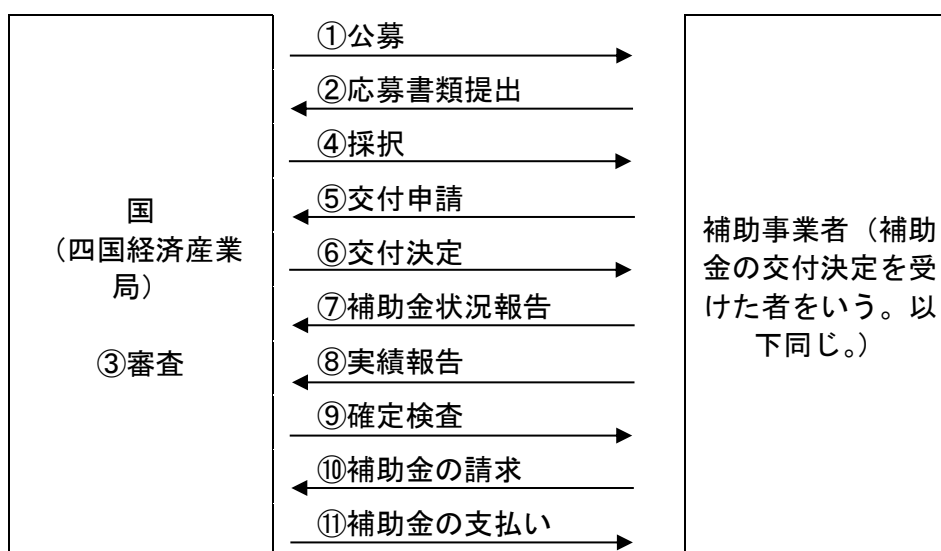 ①公募
②応募書類提出
④採択
⑤交付申請
⑥交付決定
⑦補助金状況報告
⑧実績報告
⑨確定検査
⑩補助金の請求
⑪補助金の支払い
国
（四国経済産業
局）
③審査
補助事業者（補助
金の交付決定を受
けた者をいう。以
下同じ。）